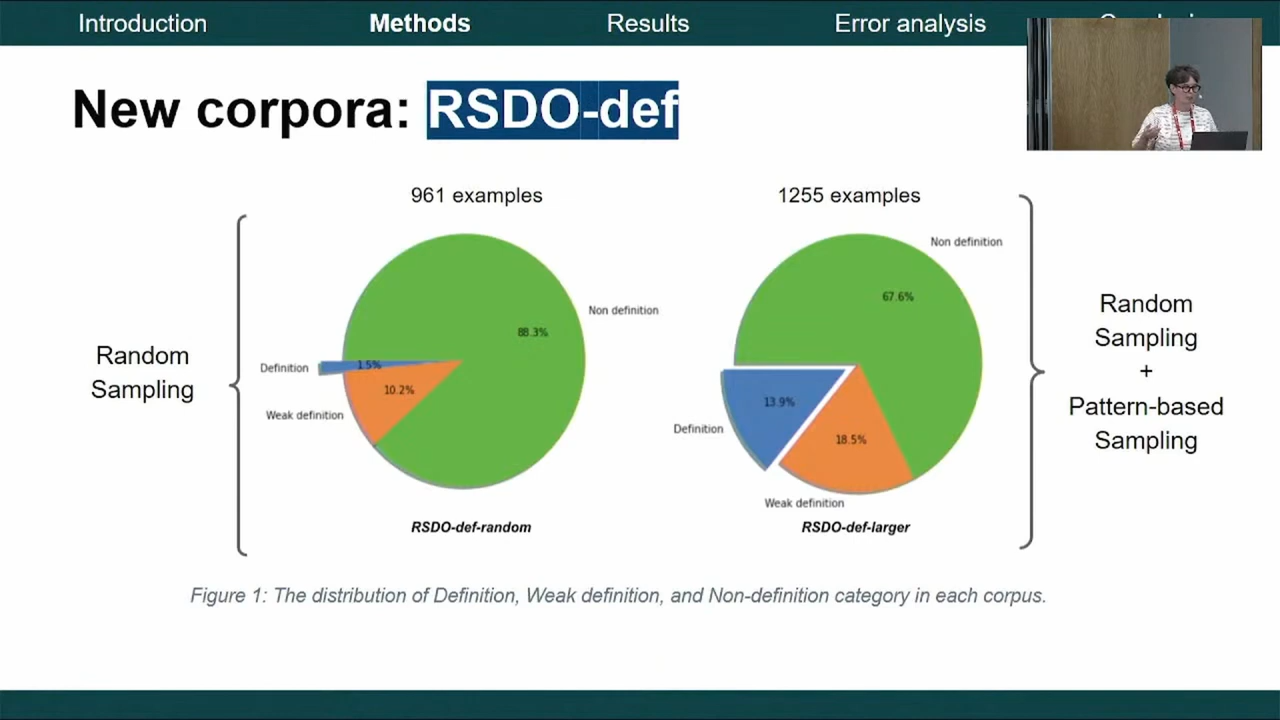 Introduction
Methods
Results
Error analysis
New corpora: RSDO-def
961 examples
1255 examples
Random
Sampling
Non definition
88.3%
Definition
1.5%
10.2%
Weak definition
RSDO-def-random
Non definition
67.6%
13.9%
Definition
18.5%
Weak definition
RSDO-def-larger
Random
Sampling
+
Pattern-based
Sampling
Figure 1: The distribution of Definition, Weak definition, and Non-definition category in each corpus.